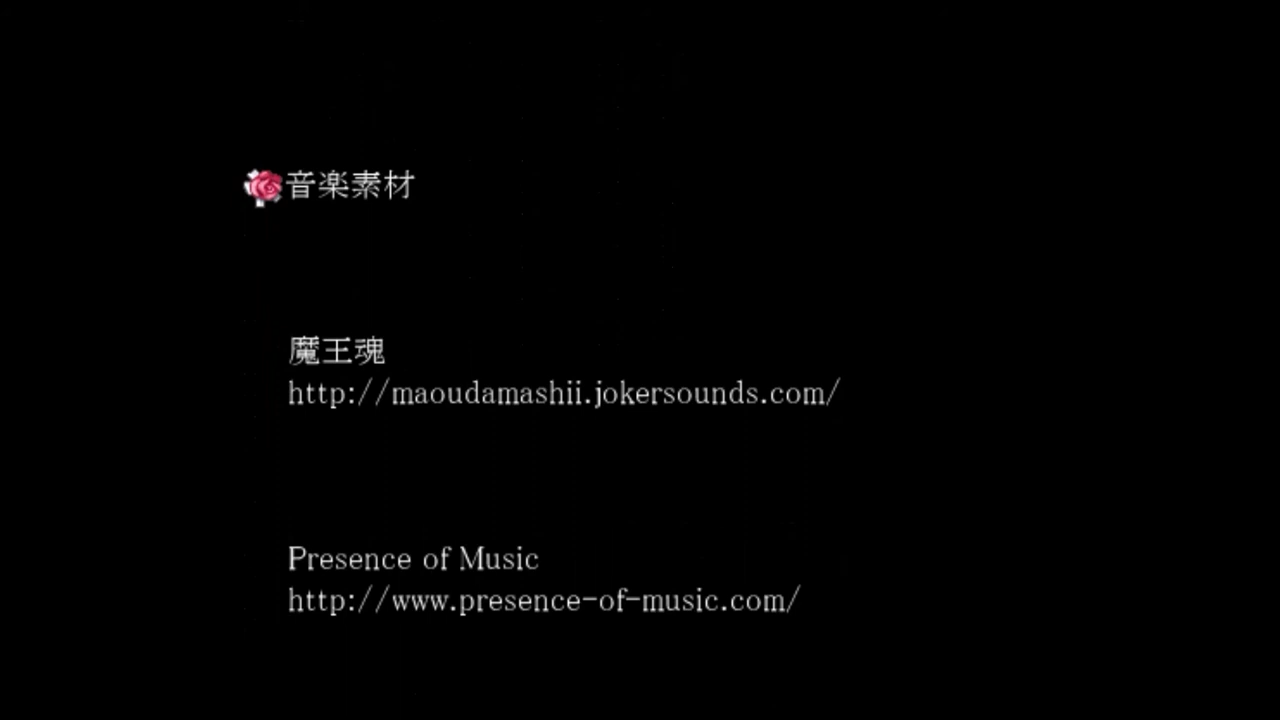 音楽素材
魔王魂
http://maoudamashii.jokersounds.com/
Presence of Music
http://www.presence-of-music.com/